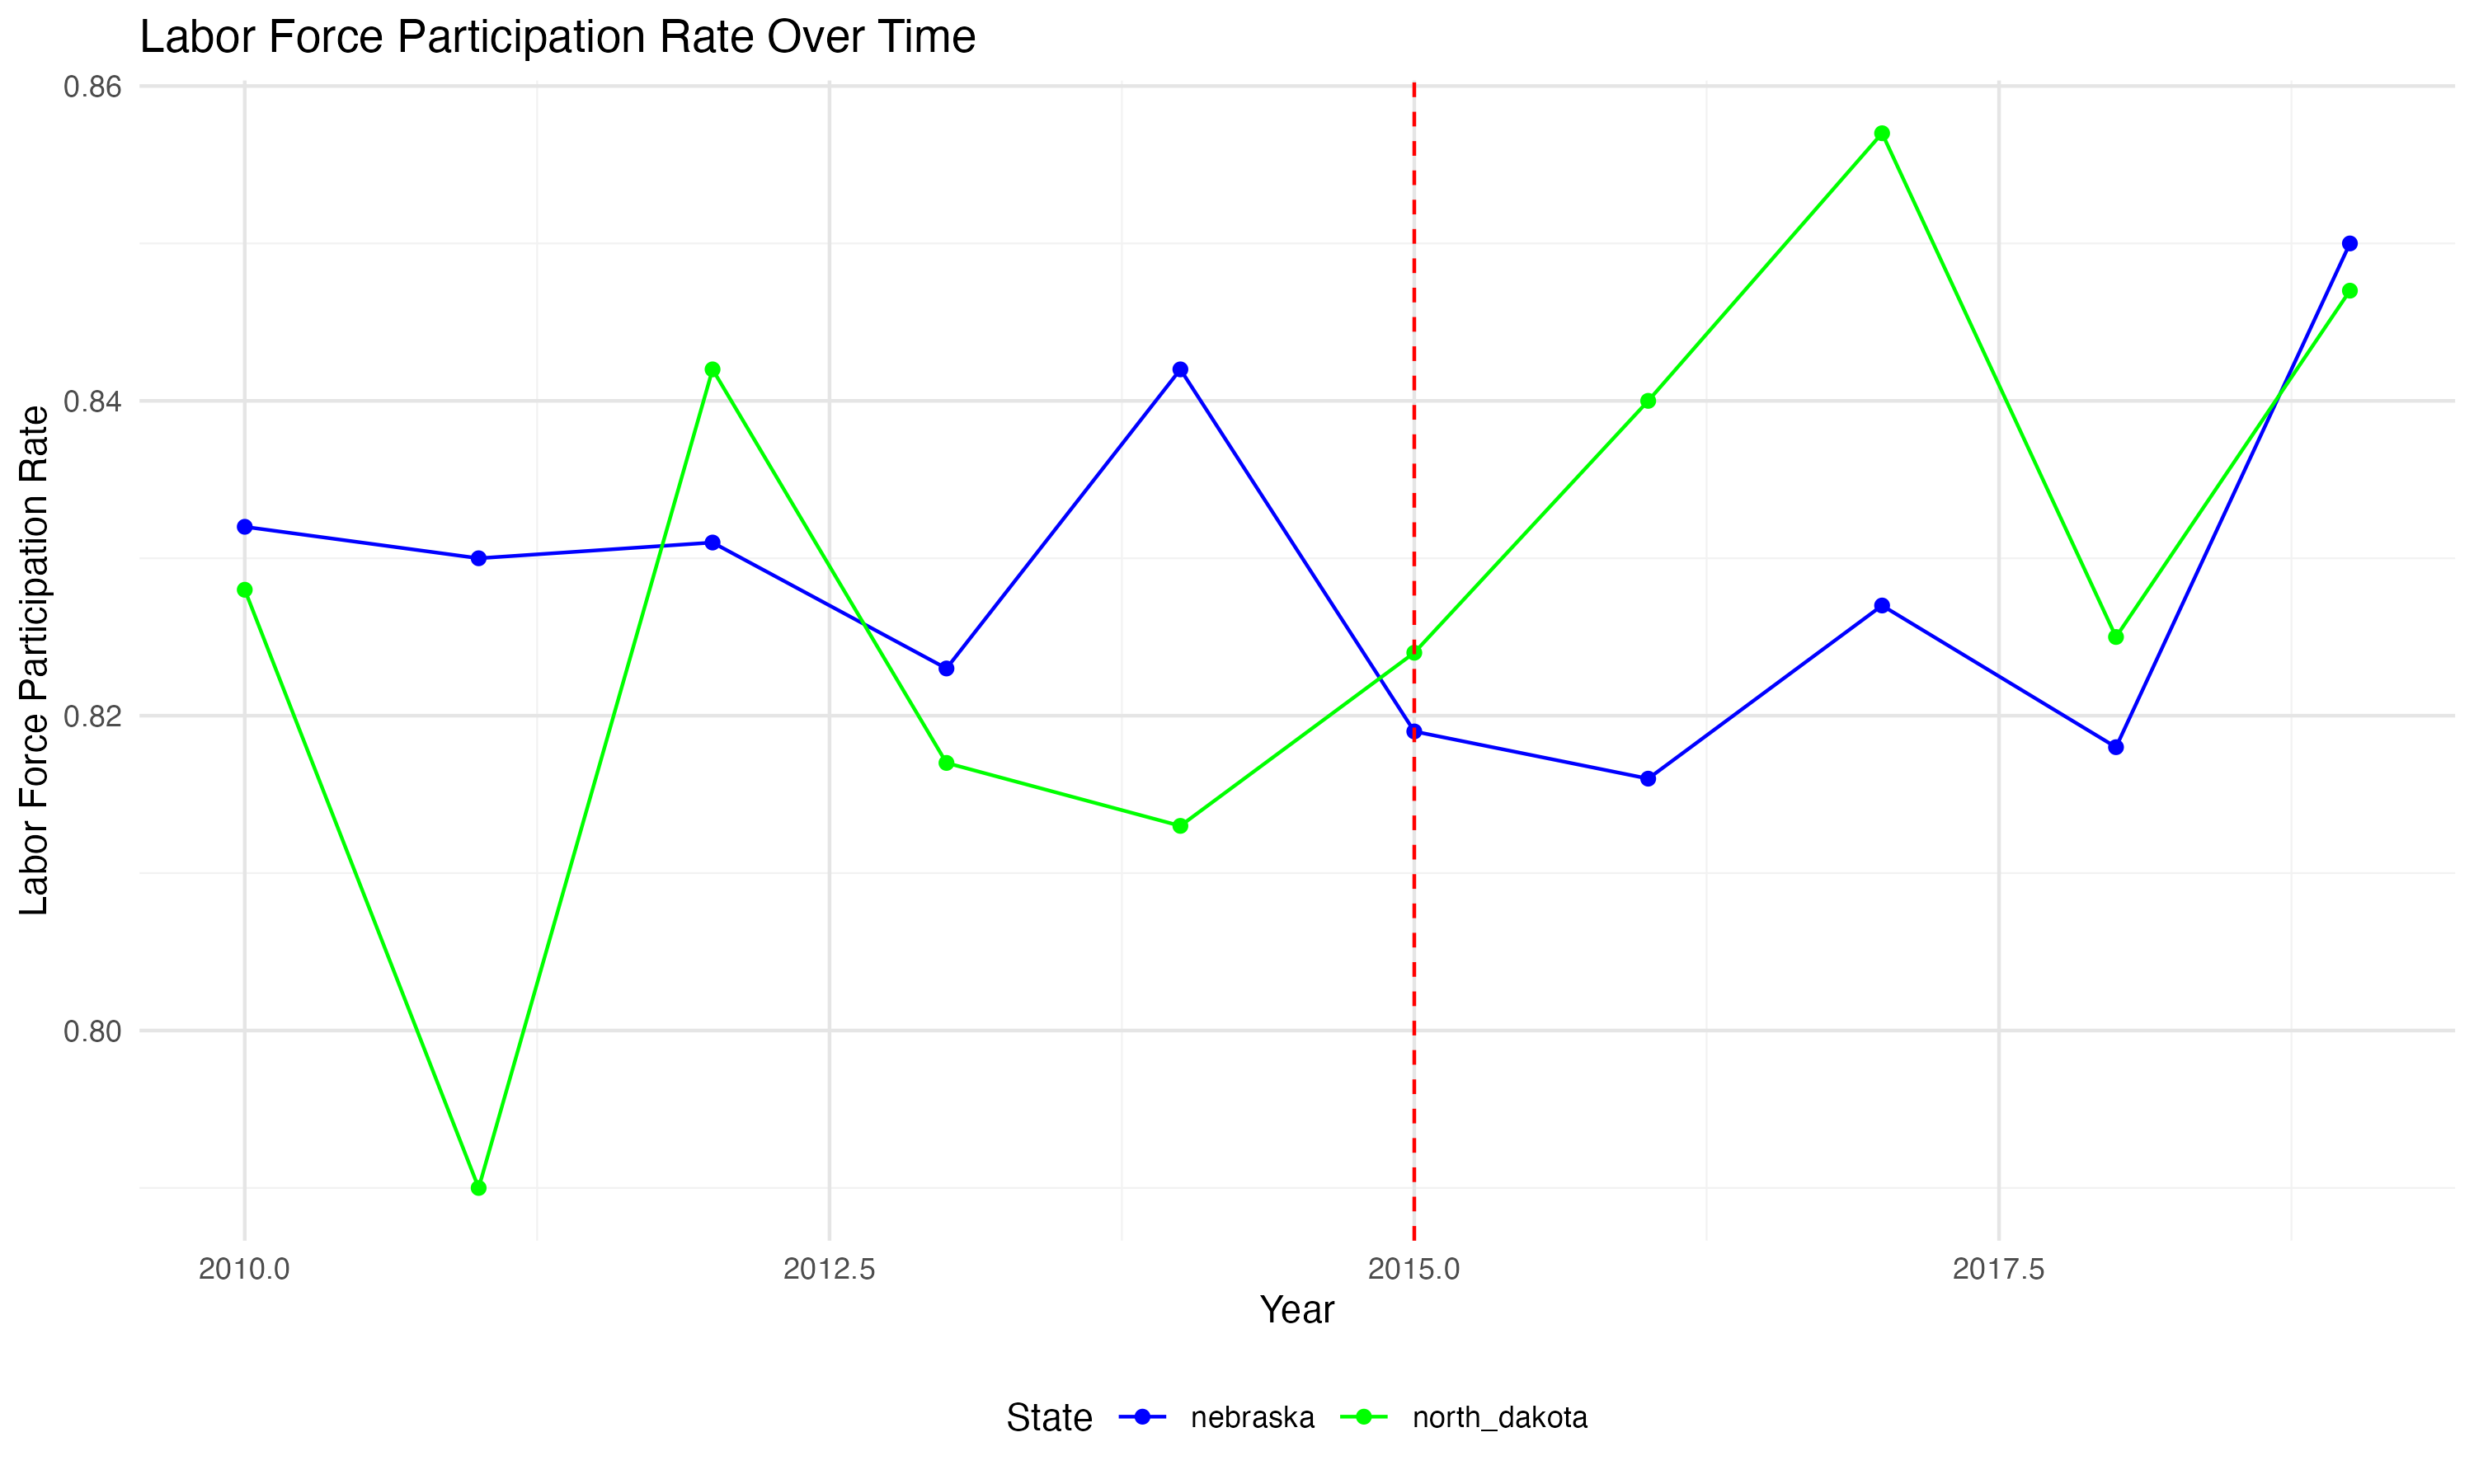 Labor Force Participation Rate Over Time
Labor Force Participation Rate
0.86
0.84
0.82
0.80
2010.0 2012.5 2015.0 2017.5
Year
State nebraska north_dakota